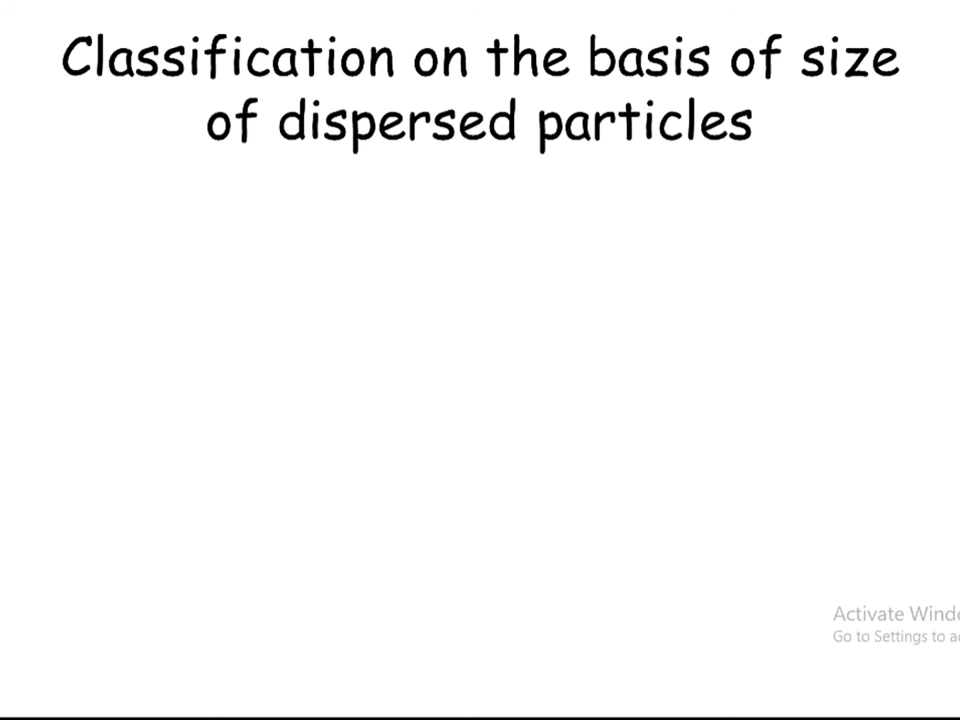 Classification on the basis of size
of dispersed particles
Activate
Go to Settings to